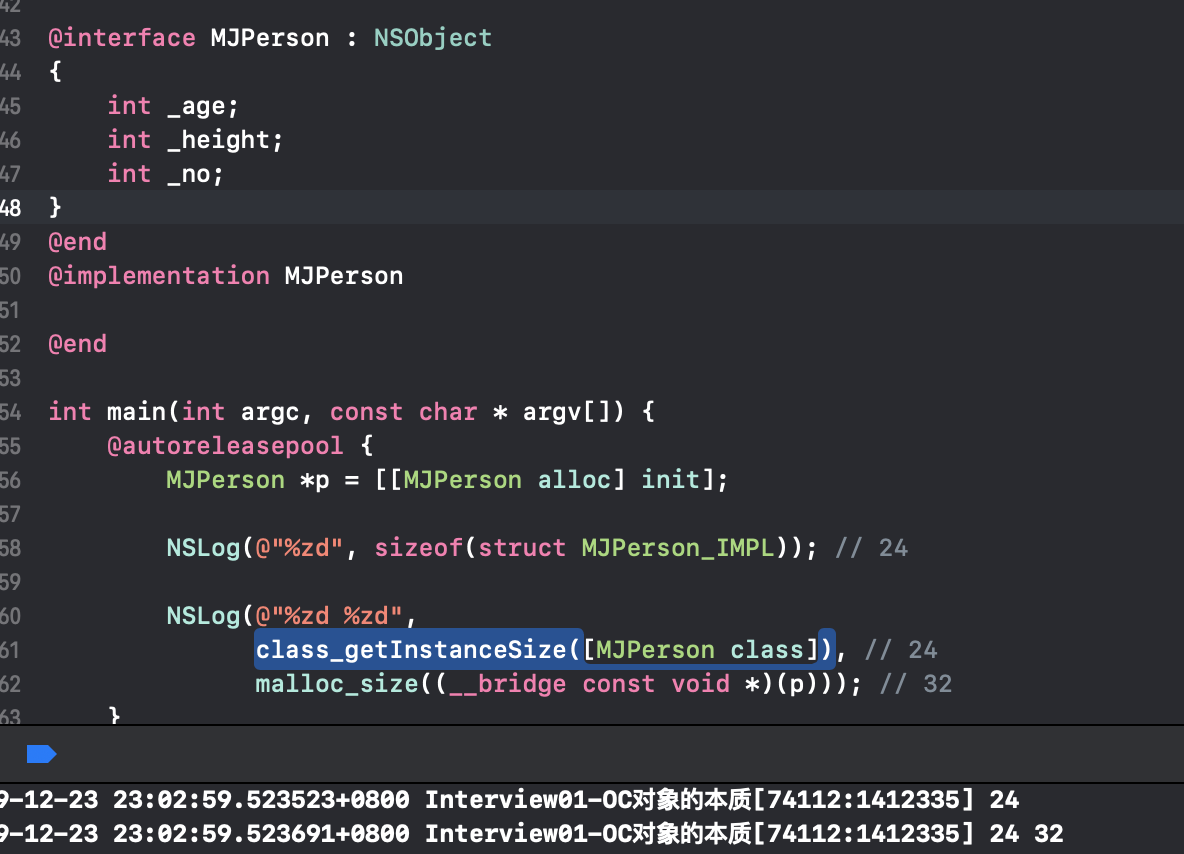 42
43 @interface MJPerson : NSObject
44 {
45     int _age;
46     int _height;
47     int _no;
48 }
49 @end
50 @implementation MJPerson
51
52 @end
53
54 int main(int argc, const char * argv[]) {
55     @autoreleasepool {
56         MJPerson *p = [[MJPerson alloc] init];
57
58         NSLog(@"%zd", sizeof(struct MJPerson_IMPL)); // 24
59
60         NSLog(@"%zd %zd",
61               class_getInstanceSize([MJPerson class]), // 24
62               malloc_size((__bridge const void *)(p))); // 32
63     }
9-12-23 23:02:59.523523+0800 Interview01-OC对象的本质[74112:1412335] 24
9-12-23 23:02:59.523691+0800 Interview01-OC对象的本质[74112:1412335] 24 32